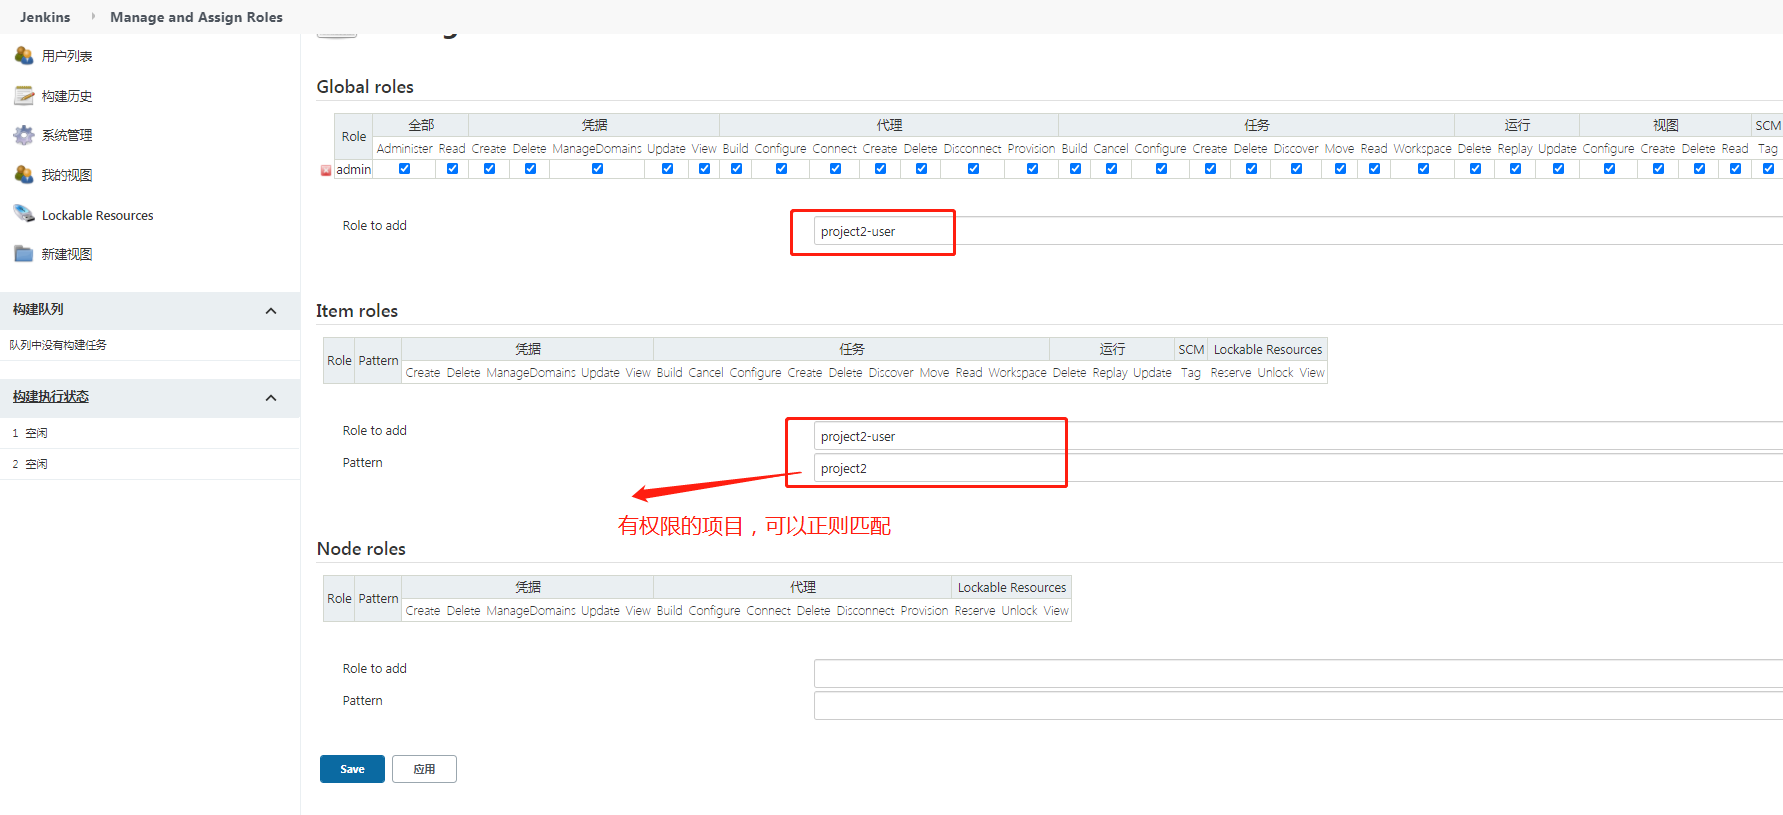 Jenkins Manage and Assign Roles
用户列表
构建历史
系统管理
我的视图
Lockable Resources
新建视图
构建队列
队列中没有构建任务
构建执行状态
1 空闲
2 空闲
Global roles
Role 全部 凭据 代理 任务 运行 视图 SCM
Administer Read Create Delete ManageDomains Update View Build Configure Connect Create Delete Disconnect Provision Build Cancel Configure Create Delete Discover Move Read Workspace Delete Replay Update Configure Create Delete Read Tag
admin
Role to add project2-user
Item roles
Role Pattern 凭据 任务 运行 SCM Lockable Resources
Create Delete ManageDomains Update View Build Cancel Configure Create Delete Discover Move Read Workspace Delete Replay Update Tag Reserve Unlock View
Role to add project2-user
Pattern project2
有权限的项目，可以正则匹配
Node roles
Role Pattern 凭据 代理 Lockable Resources
Create Delete ManageDomains Update View Build Configure Connect Delete Disconnect Provision Reserve Unlock View
Role to add
Pattern
Save 应用